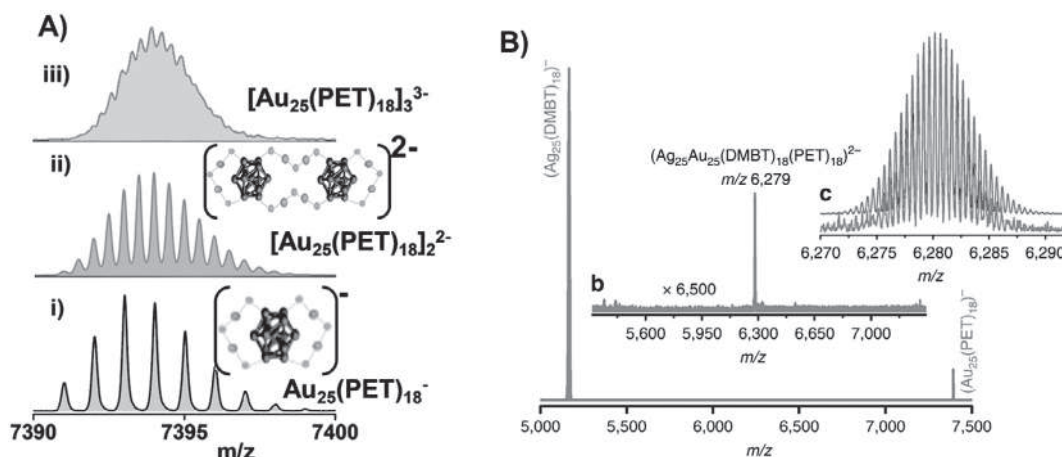 A)
iii)
[Au25(PET)18]3 3-
2-
ii)
[Au25(PET)18]2 2-
i)
-
Au25(PET)18-
7390 7395 7400
m/z
B)
(Ag25(DMBT)18)−
(Ag25Au25(DMBT)18(PET)18)2−
m/z 6,279
c
6,270 6,275 6,280 6,285 6,290
m/z
× 6,500
b
5,600 5,950 6,300 6,650 7,000
m/z
(Au25(PET)18)−
5,000 5,500 6,000 6,500 7,000 7,500
m/z